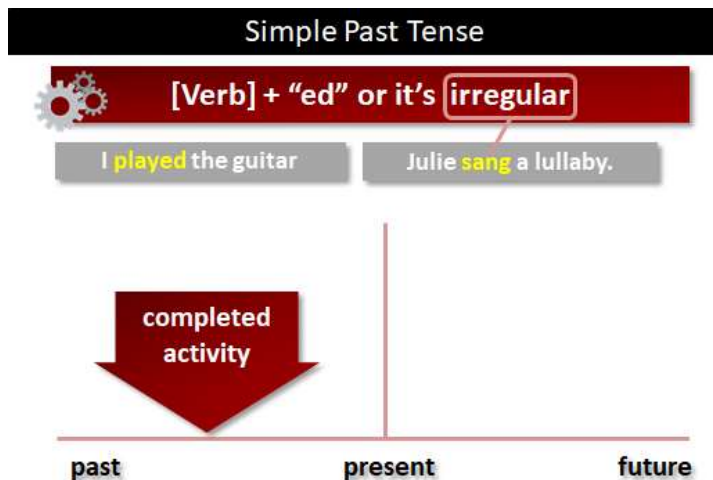 Simple Past Tense
[Verb] + “ed” or it’s irregular
I played the guitar
Julie sang a lullaby.
completed
activity
past present future